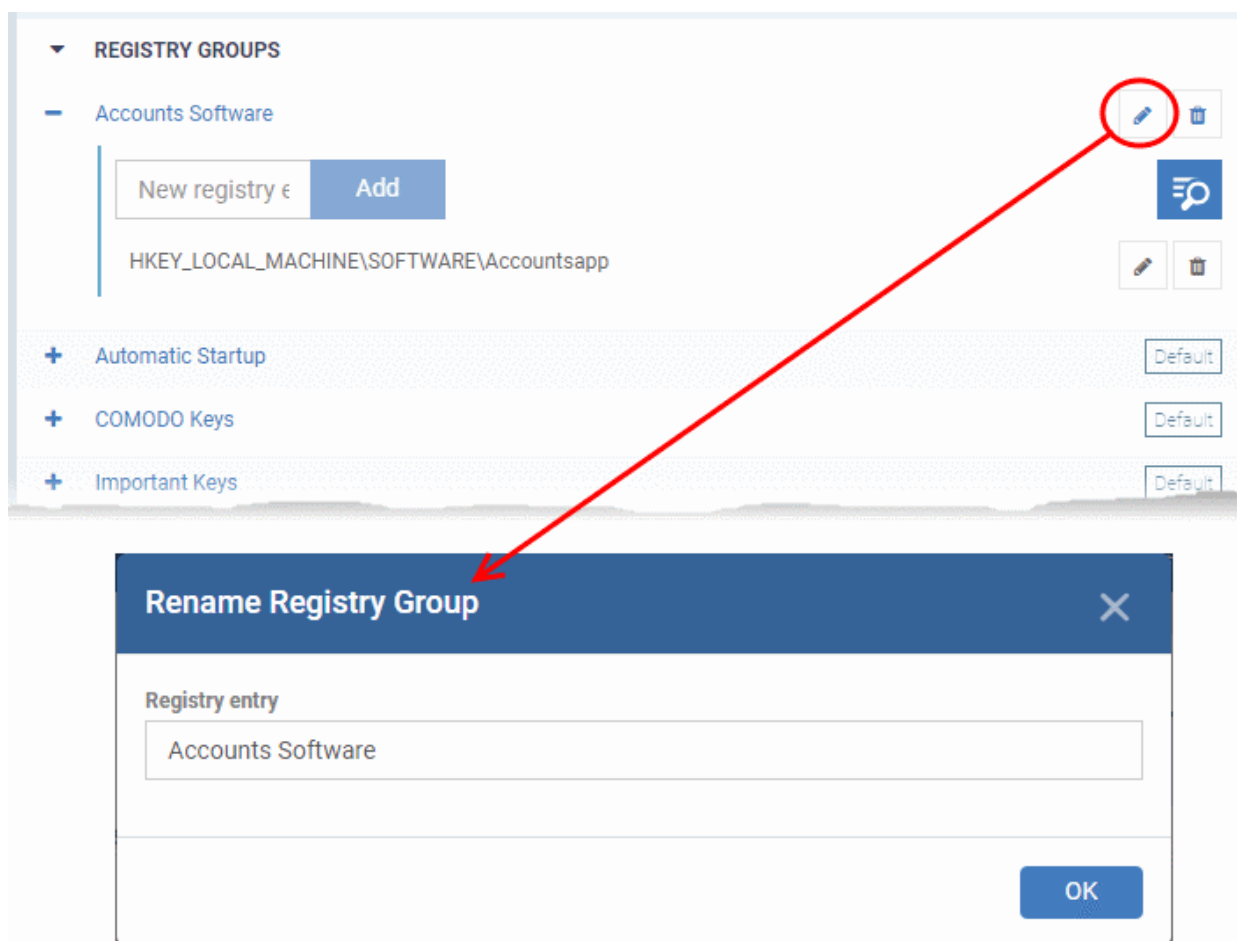 REGISTRY GROUPS
Accounts Software
New registry e Add
HKEY_LOCAL_MACHINE\SOFTWARE\Accountsapp
Automatic Startup Default
COMODO Keys Default
Important Keys Default
Rename Registry Group
Registry entry
Accounts Software
OK